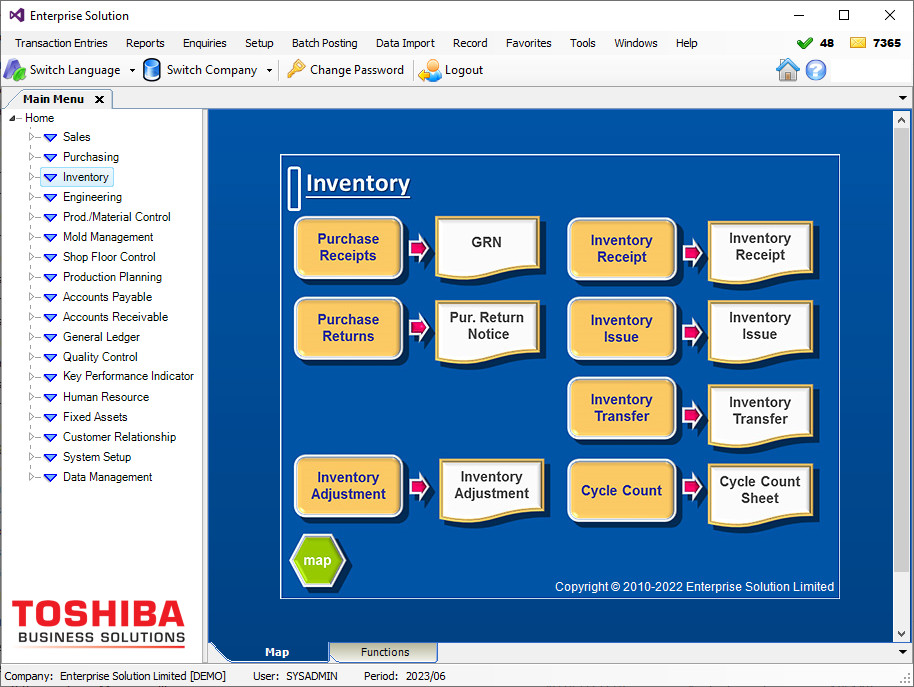 Enterprise Solution
Transaction Entries Reports Enquiries Setup Batch Posting Data Import Record Favorites Tools Windows Help 48 7365
Switch Language Switch Company Change Password Logout
Main Menu
Home
Sales
Purchasing
Inventory
Engineering
Prod./Material Control
Mold Management
Shop Floor Control
Production Planning
Accounts Payable
Accounts Receivable
General Ledger
Quality Control
Key Performance Indicator
Human Resource
Fixed Assets
Customer Relationship
System Setup
Data Management
TOSHIBA
BUSINESS SOLUTIONS
Inventory
Purchase
Receipts
GRN
Inventory
Receipt
Inventory
Receipt
Purchase
Returns
Pur. Return
Notice
Inventory
Issue
Inventory
Issue
Inventory
Transfer
Inventory
Transfer
Inventory
Adjustment
Inventory
Adjustment
Cycle Count
Cycle Count
Sheet
map
Copyright © 2010-2022 Enterprise Solution Limited
Map Functions
Company: Enterprise Solution Limited [DEMO] User: SYSADMIN Period: 2023/06